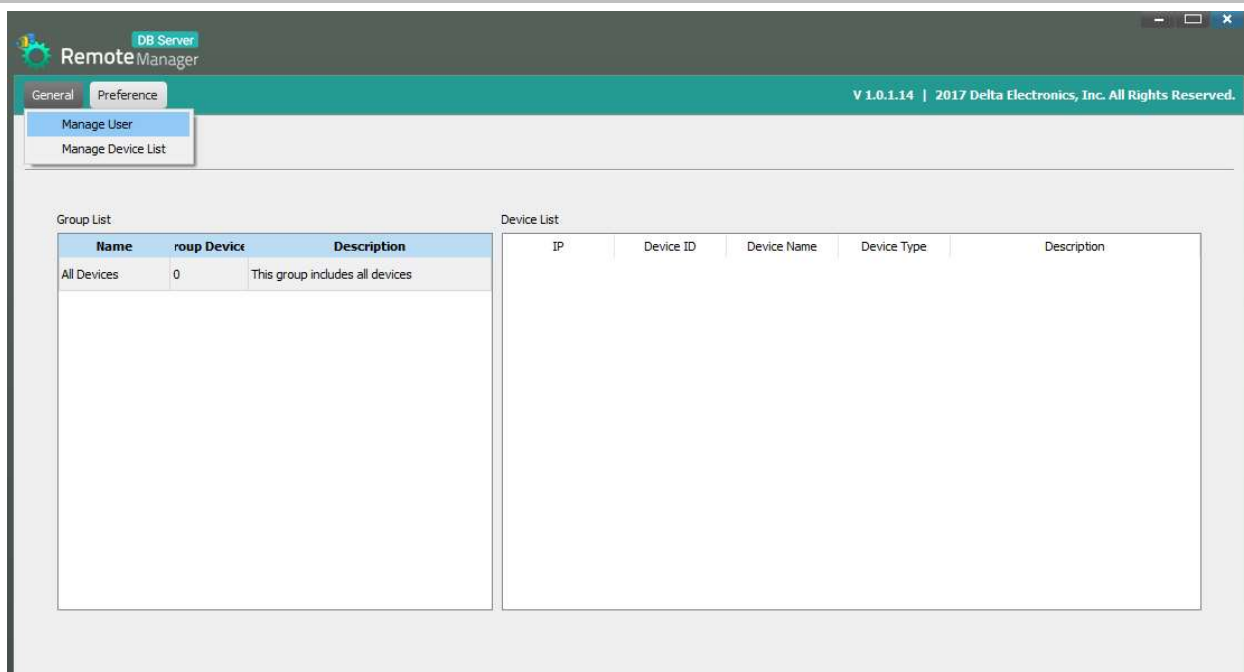 DB Server
RemoteManager
General Preference V 1.0.1.14 | 2017 Delta Electronics, Inc. All Rights Reserved.
Manage User
Manage Device List
Group List
Name roup Device Description
All Devices 0 This group includes all devices
Device List
IP Device ID Device Name Device Type Description